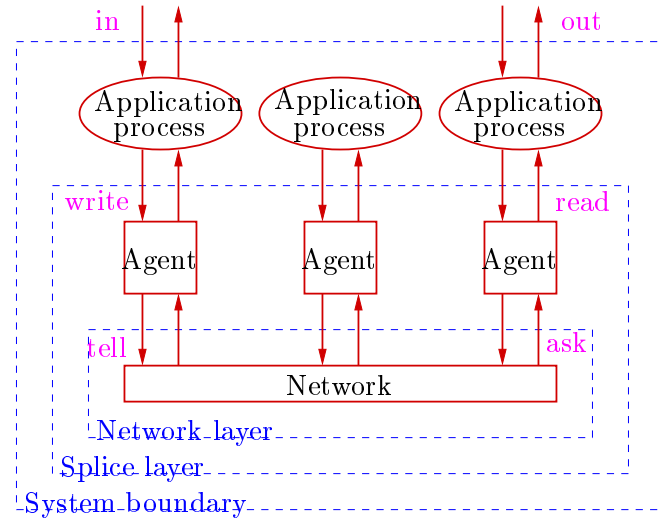 in
out
Application
process
Application
process
Application
process
write
read
Agent
Agent
Agent
tell
ask
Network
Network layer
Splice layer
System boundary